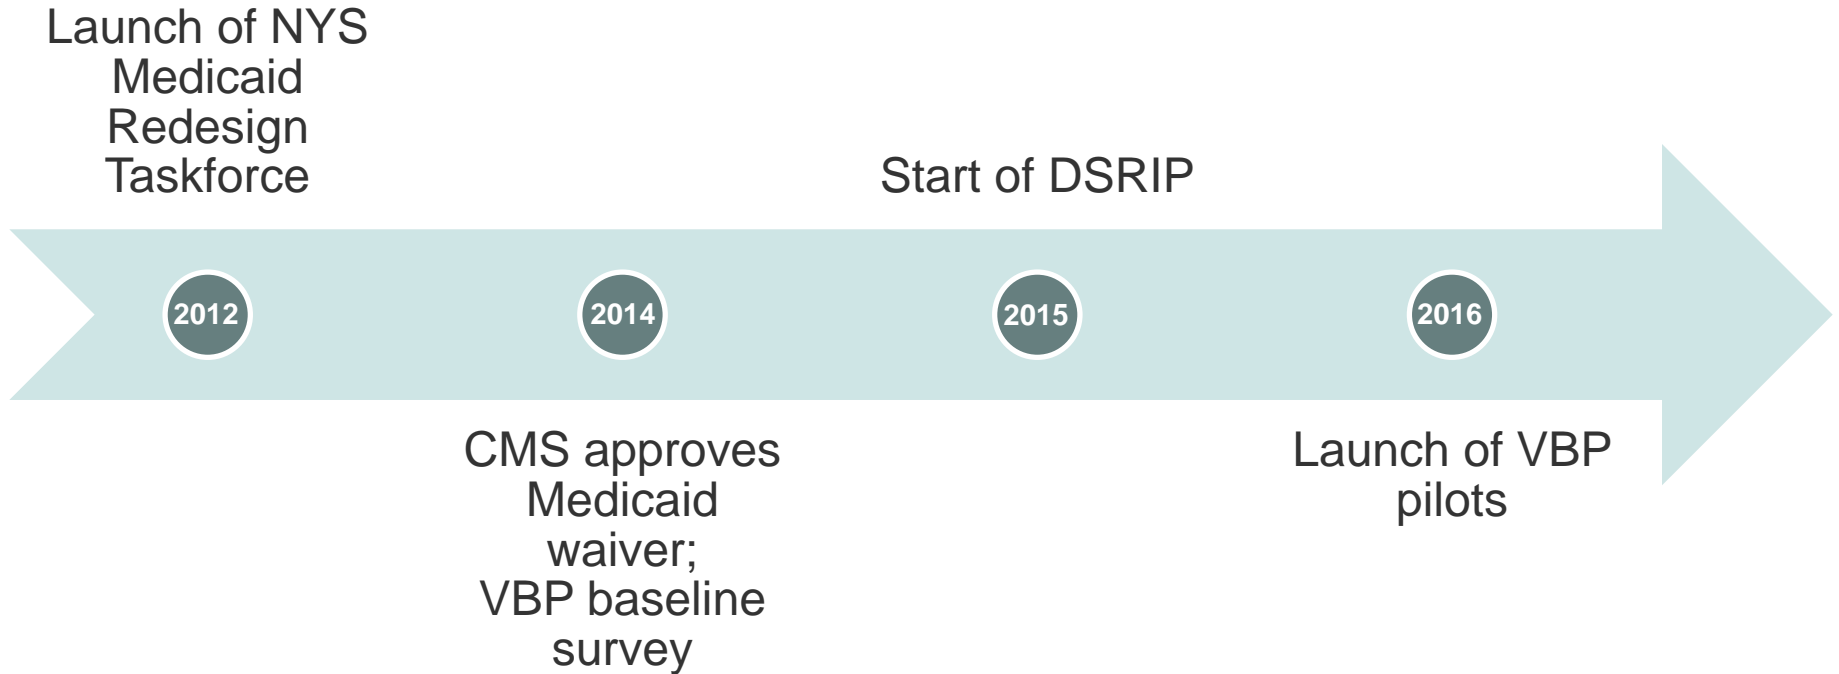 Launch of NYS
Medicaid
Redesign
Taskforce
Start of DSRIP
2012
2014
2015
2016
CMS approves
Medicaid
waiver;
VBP baseline
survey
Launch of VBP
pilots